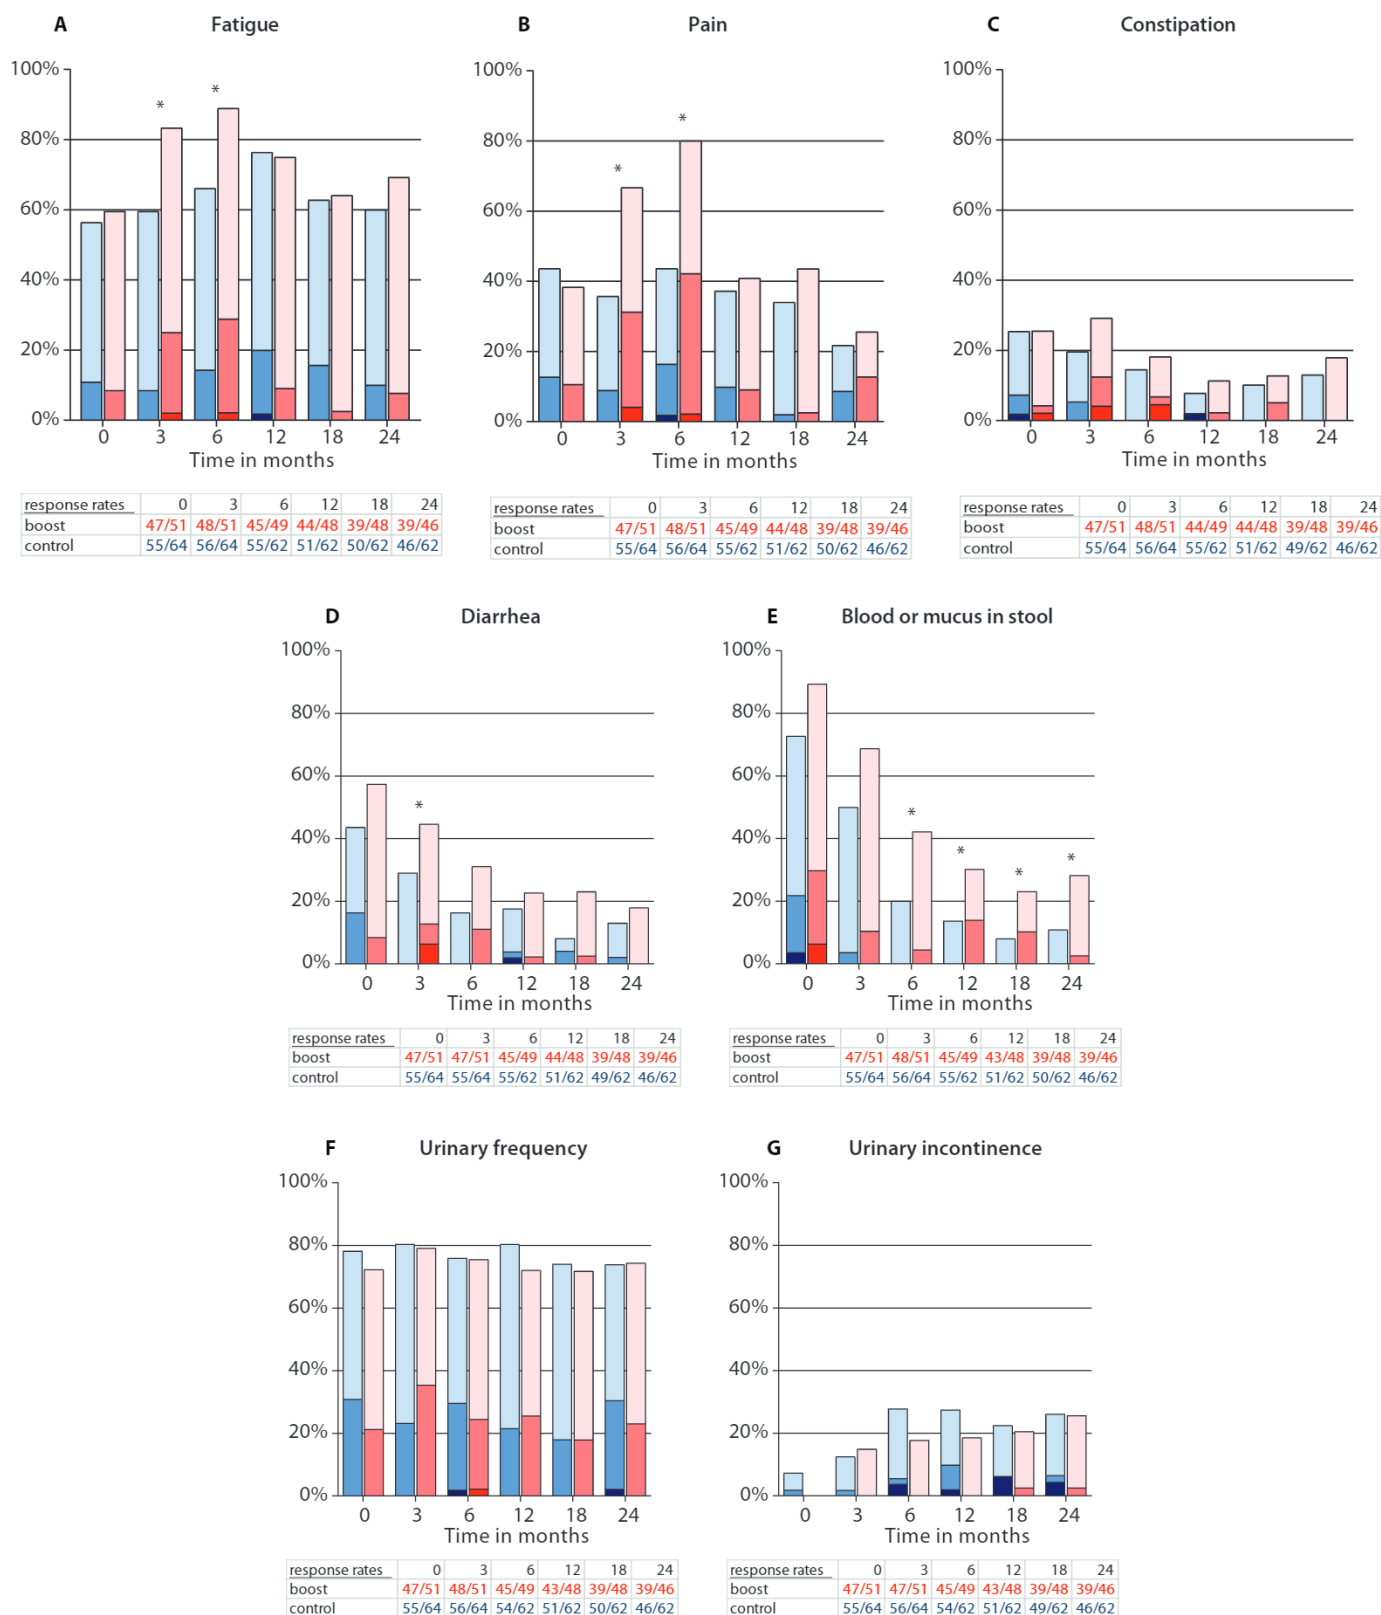 A Fatigue
B Pain
C Constipation
100%
80%
60%
40%
20%
0%
* *
0 3 6 12 18 24
Time in months
100%
80%
60%
40%
20%
0%
* *
0 3 6 12 18 24
Time in months
100%
80%
60%
40%
20%
0%
0 3 6 12 18 24
Time in months
response rates 0 3 6 12 18 24
boost 47/51 48/51 45/49 44/48 39/48 39/46
control 55/64 56/64 55/62 51/62 50/62 46/62
response rates 0 3 6 12 18 24
boost 47/51 48/51 45/49 44/48 39/48 39/46
control 55/64 56/64 55/62 51/62 50/62 46/62
response rates 0 3 6 12 18 24
boost 47/51 48/51 44/49 44/48 39/48 39/46
control 55/64 56/64 55/62 51/62 49/62 46/62
D Diarrhea
E Blood or mucus in stool
100%
80%
60%
40%
20%
0%
*
0 3 6 12 18 24
Time in months
100%
80%
60%
40%
20%
0%
* * * *
0 3 6 12 18 24
Time in months
response rates 0 3 6 12 18 24
boost 47/51 47/51 45/49 44/48 39/48 39/46
control 55/64 55/64 55/62 51/62 49/62 46/62
response rates 0 3 6 12 18 24
boost 47/51 48/51 45/49 43/48 39/48 39/46
control 55/64 56/64 55/62 51/62 50/62 46/62
F Urinary frequency
G Urinary incontinence
100%
80%
60%
40%
20%
0%
0 3 6 12 18 24
Time in months
100%
80%
60%
40%
20%
0%
0 3 6 12 18 24
Time in months
response rates 0 3 6 12 18 24
boost 47/51 48/51 45/49 43/48 39/48 39/46
control 55/64 56/64 54/62 51/62 50/62 46/62
response rates 0 3 6 12 18 24
boost 47/51 47/51 45/49 43/48 39/48 39/46
control 55/64 56/64 54/62 51/62 49/62 46/62